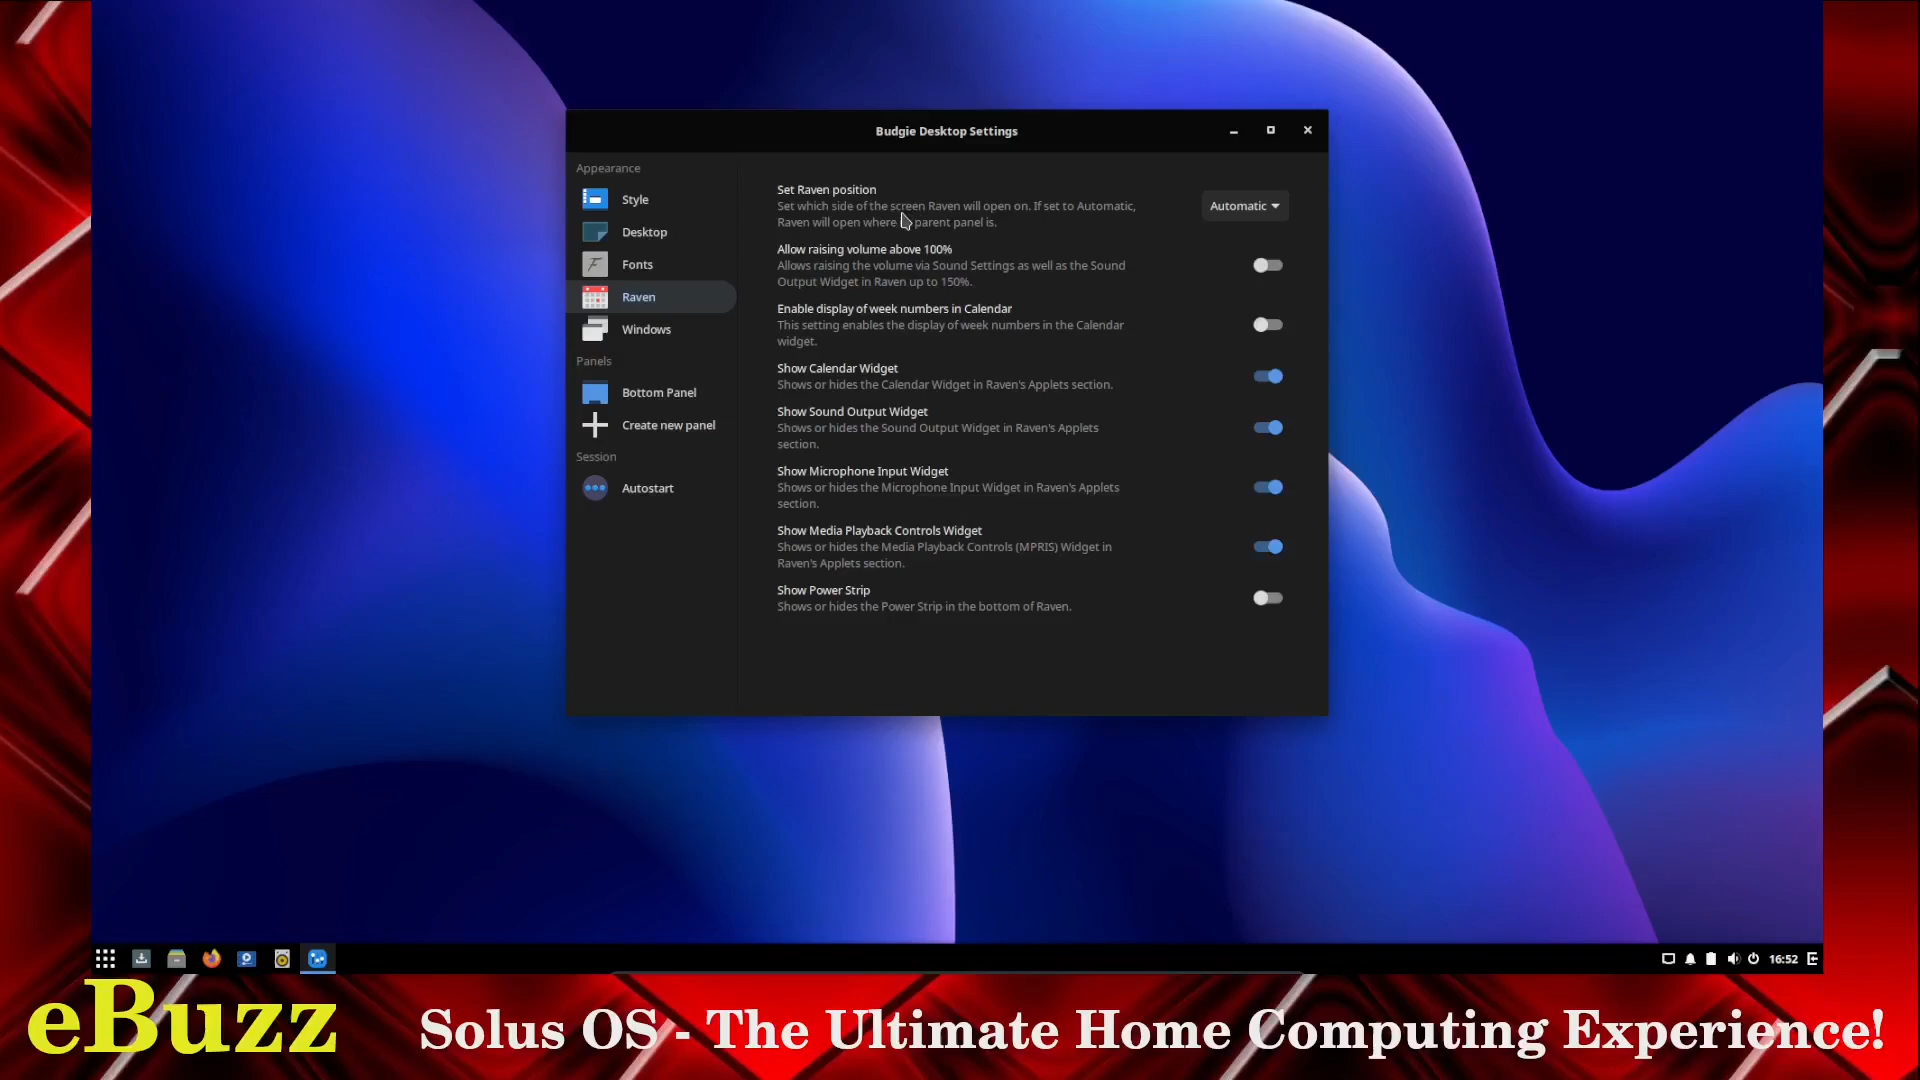 Budgie Desktop Settings
Appearance
Style
Desktop
Fonts
Raven
Windows
Panels
Bottom Panel
Create new panel
Session
Autostart
Set Raven position
Set which side of the screen Raven will open on. If set to Automatic,
Raven will open where parent panel is.
Automatic
Allow raising volume above 100%
Allows raising the volume via Sound Settings as well as the Sound
Output Widget in Raven up to 150%.
Enable display of week numbers in Calendar
This setting enables the display of week numbers in the Calendar
widget.
Show Calendar Widget
Shows or hides the Calendar Widget in Raven's Applets section.
Show Sound Output Widget
Shows or hides the Sound Output Widget in Raven's Applets
section.
Show Microphone Input Widget
Shows or hides the Microphone Input Widget in Raven's Applets
section.
Show Media Playback Controls Widget
Shows or hides the Media Playback Controls (MPRIS) Widget in
Raven's Applets section.
Show Power Strip
Shows or hides the Power Strip in the bottom of Raven.
16:52
eBuzz
Solus OS - The Ultimate Home Computing Experience!